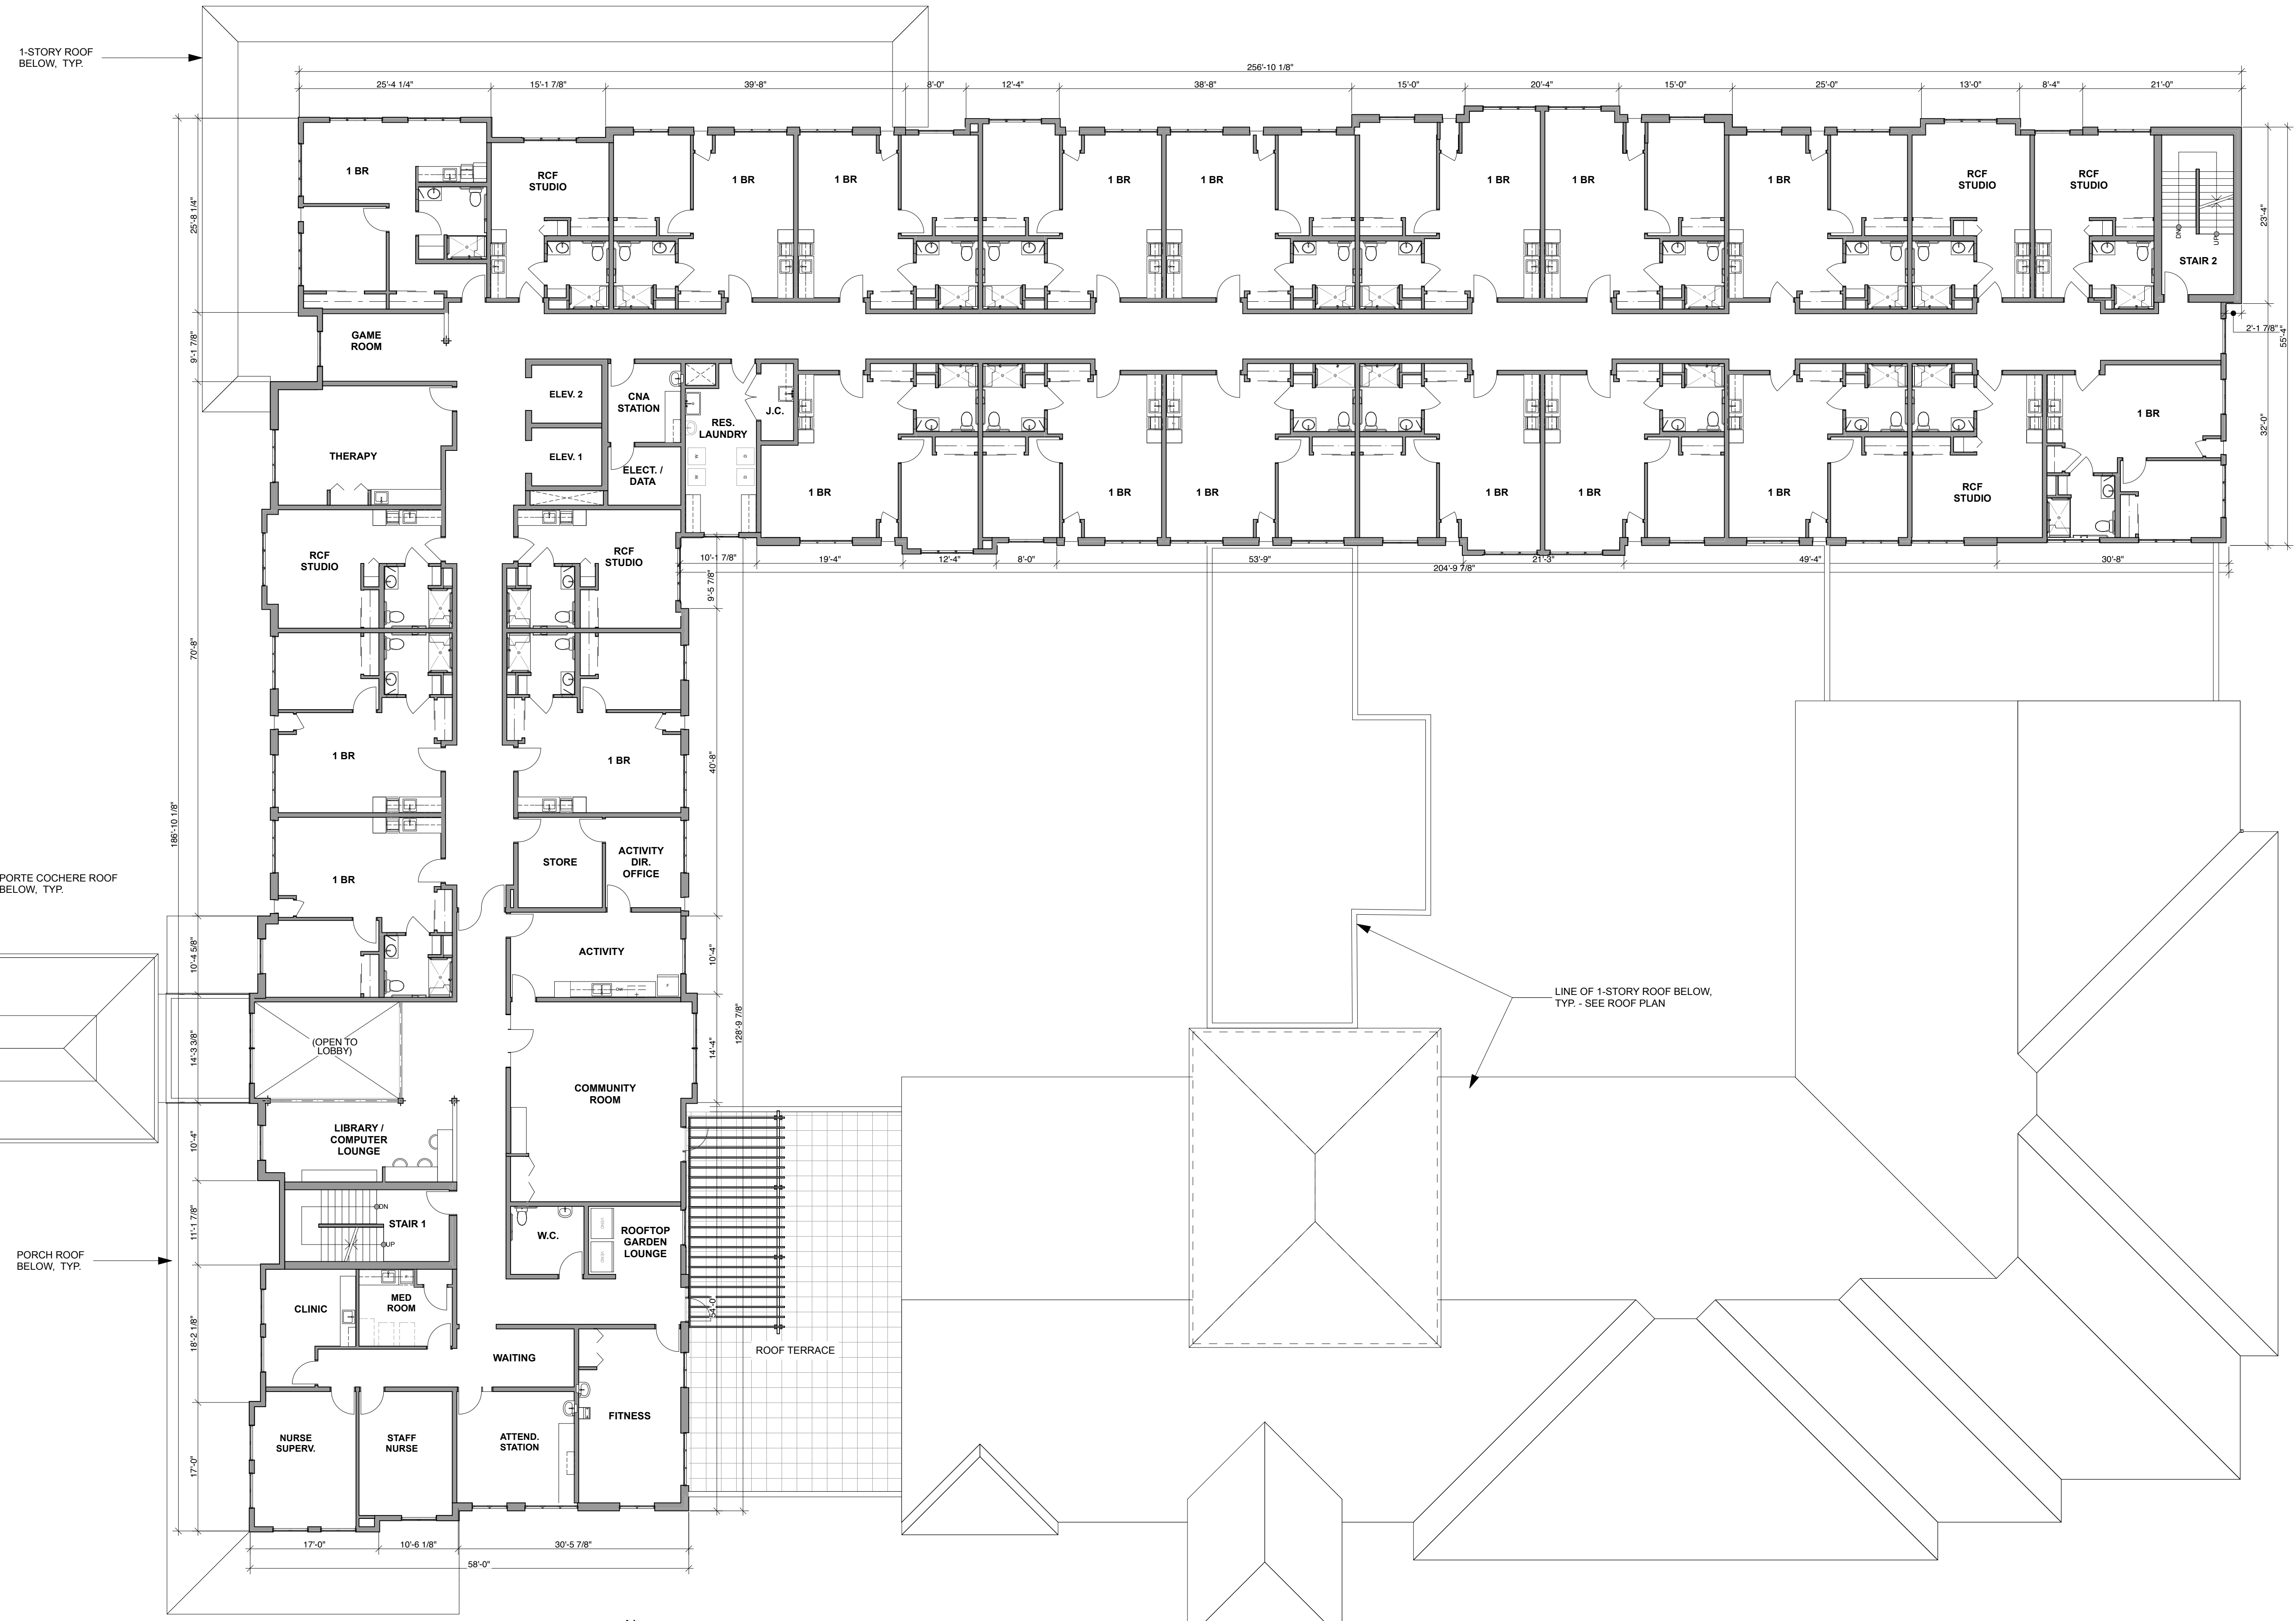 1-STORY ROOF
BELOW, TYP.
256'-10 1/8"
25'-4 1/4"
15'-1 7/8"
39'-8"
8'-0"
12'-4"
38'-8"
15'-0"
20'-4"
15'-0"
25'-0"
13'-0"
8'-4"
21'-0"
1 BR
RCF
STUDIO
1 BR
1 BR
1 BR
1 BR
1 BR
1 BR
1 BR
RCF
STUDIO
RCF
STUDIO
25'-8 1/4"
23'-4"
DN
UP
STAIR 2
2'-1 7/8"
55'-4"
GAME
ROOM
9'-1 7/8"
ELEV. 2
CNA
STATION
RES.
LAUNDRY
J.C.
1 BR
32'-0"
THERAPY
ELEV. 1
ELECT. /
DATA
W
D
W
D
1 BR
1 BR
1 BR
1 BR
1 BR
1 BR
RCF
STUDIO
RCF
STUDIO
RCF
STUDIO
10'-1 7/8"
19'-4"
12'-4"
8'-0"
53'-9"
21'-3"
49'-4"
30'-8"
204'-9 7/8"
9'-5 7/8"
70'-8"
1 BR
1 BR
40'-8"
186'-10 1/8"
PORTE COCHERE ROOF
BELOW, TYP.
1 BR
STORE
ACTIVITY
DIR.
OFFICE
10'-4 5/8"
ACTIVITY
DW
F
10'-4"
LINE OF 1-STORY ROOF BELOW,
TYP. - SEE ROOF PLAN
14'-3 3/8"
(OPEN TO
LOBBY)
14'-4"
128'-9 7/8"
COMMUNITY
ROOM
10'-4"
LIBRARY /
COMPUTER
LOUNGE
11'-1 7/8"
DN
STAIR 1
UP
W.C.
VEND
VEND
ROOFTOP
GARDEN
LOUNGE
PORCH ROOF
BELOW, TYP.
CLINIC
MED
ROOM
54'-0"
18'-2 1/8"
WAITING
ROOF TERRACE
17'-0"
NURSE
SUPERV.
STAFF
NURSE
ATTEND.
STATION
FITNESS
17'-0"
10'-6 1/8"
30'-5 7/8"
58'-0"